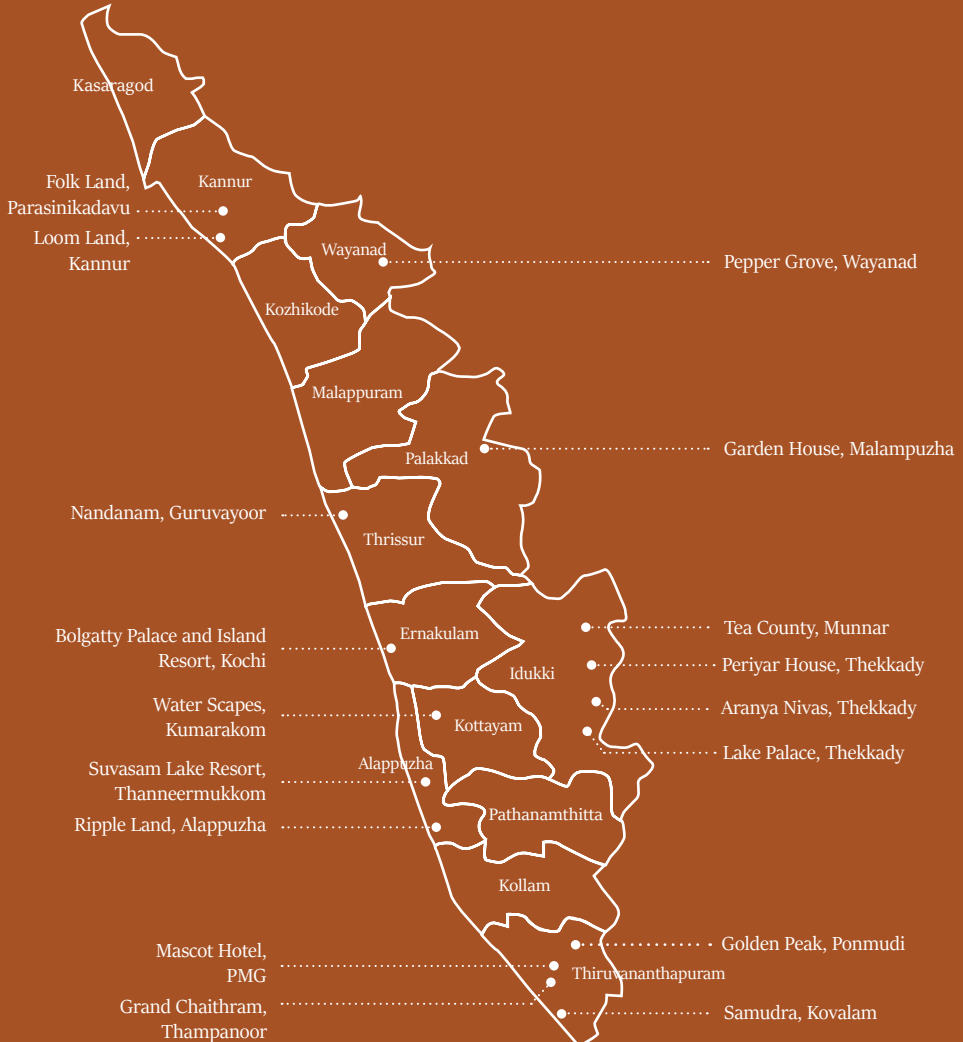 Kasaragod
Folk Land,
Parasinikadavu
Kannur
Loom Land,
Kannur
Wayanad
Pepper Grove, Wayanad
Kozhikode
Malappuram
Garden House, Malampuzha
Palakkad
Nandanam, Guruvayoor
Thrissur
Bolgatty Palace and Island
Resort, Kochi
Ernakulam
Tea County, Munnar
Idukki
Periyar House, Thekkady
Water Scapes,
Kumarakom
Kottayam
Aranya Nivas, Thekkady
Lake Palace, Thekkady
Alappuzha
Suvasam Lake Resort,
Thanneermukkom
Ripple Land, Alappuzha
Pathanamthitta
Kollam
Golden Peak, Ponmudi
Mascot Hotel,
PMG
Thiruvananthapuram
Grand Chaithram,
Thampanoor
Samudra, Kovalam